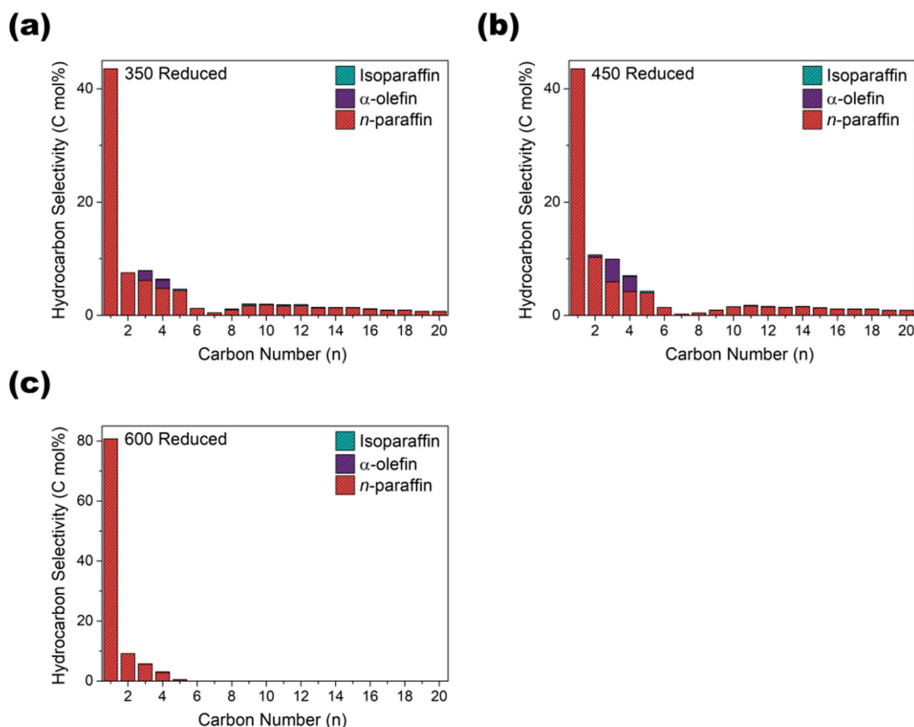 (a)
350 Reduced
Isoparaffin
α-olefin
n-paraffin
Hydrocarbon Selectivity (C mol%)
40
20
0
2 4 6 8 10 12 14 16 18 20
Carbon Number (n)
(b)
450 Reduced
Isoparaffin
α-olefin
n-paraffin
Hydrocarbon Selectivity (C mol%)
40
20
0
2 4 6 8 10 12 14 16 18 20
Carbon Number (n)
(c)
600 Reduced
Isoparaffin
α-olefin
n-paraffin
Hydrocarbon Selectivity (C mol%)
80
60
40
20
0
2 4 6 8 10 12 14 16 18 20
Carbon Number (n)